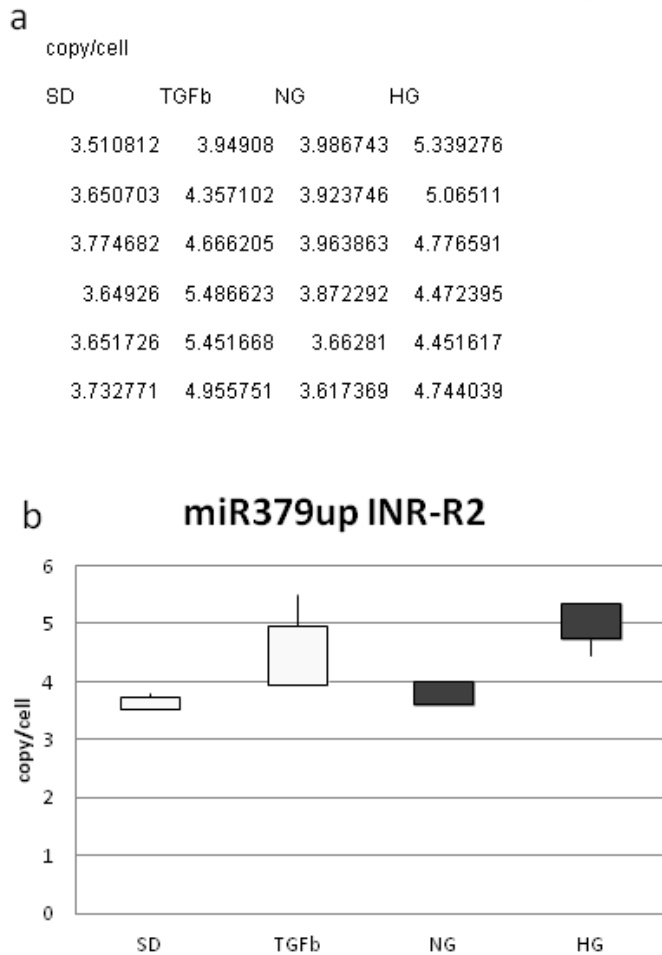 a
copy/cell
SD TGFb NG HG
3.510812 3.94908 3.986743 5.339276
3.650703 4.357102 3.923746 5.06511
3.774682 4.666205 3.963863 4.776591
3.64926 5.486623 3.872292 4.472395
3.651726 5.451668 3.66281 4.451617
3.732771 4.955751 3.617369 4.744039
b
miR379up INR-R2
6
5
4
3
2
1
0
copy/cell
SD TGFb NG HG